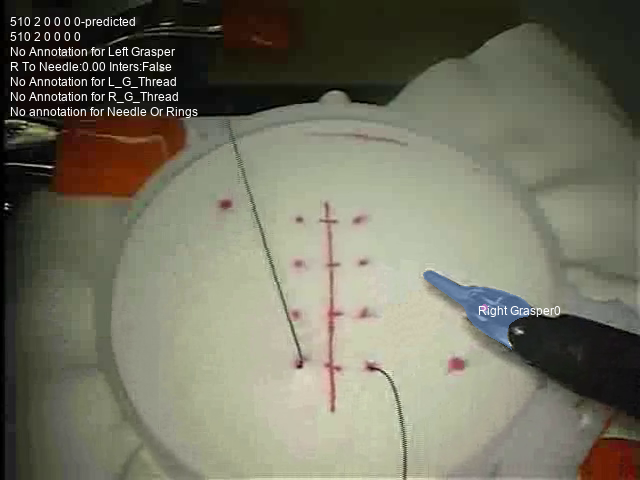 510 2 0 0 0 0-predicted
510 2 0 0 0 0
No Annotation for Left Grasper
R To Needle:0.00 Inters:False
No Annotation for L_G_Thread
No Annotation for R_G_Thread
No annotation for Needle Or Rings
Right Grasper0